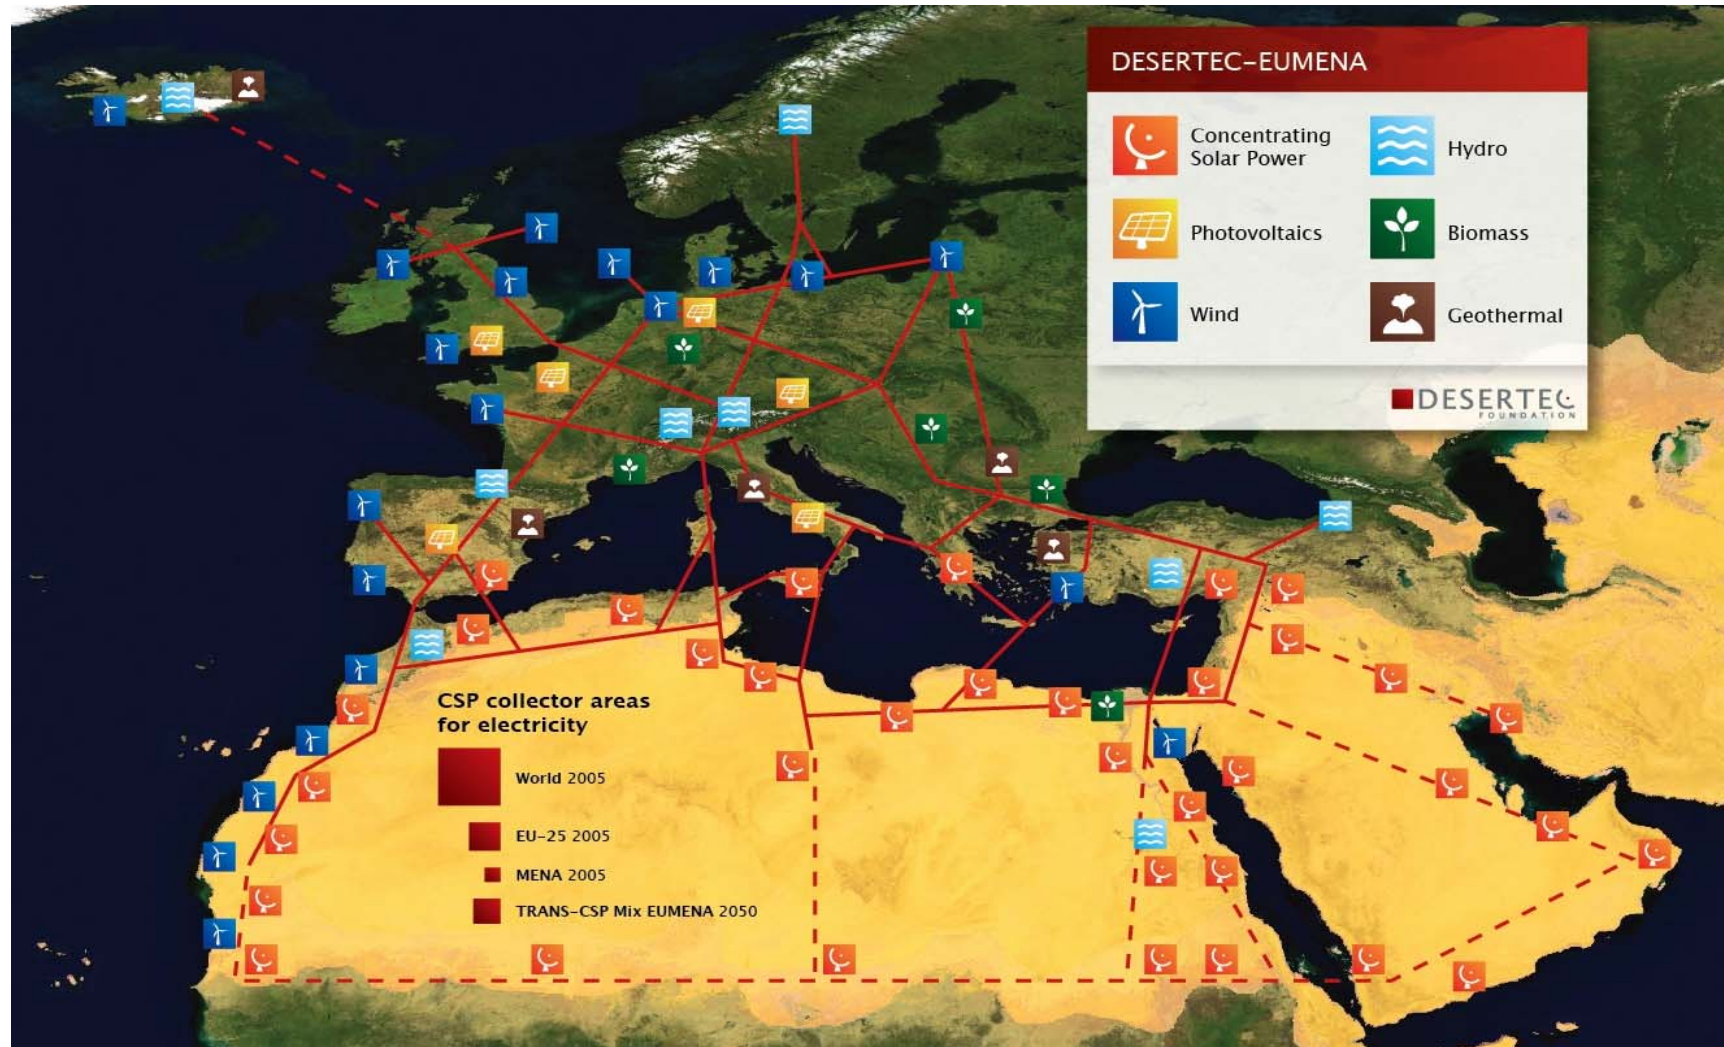 DESERTEC-EUMENA
Concentrating
Solar Power
Hydro
Photovoltaics
Biomass
Wind
Geothermal
DESERTEC
FOUNDATION
CSP collector areas
for electricity
World 2005
EU-25 2005
MENA 2005
TRANS-CSP Mix EUMENA 2050